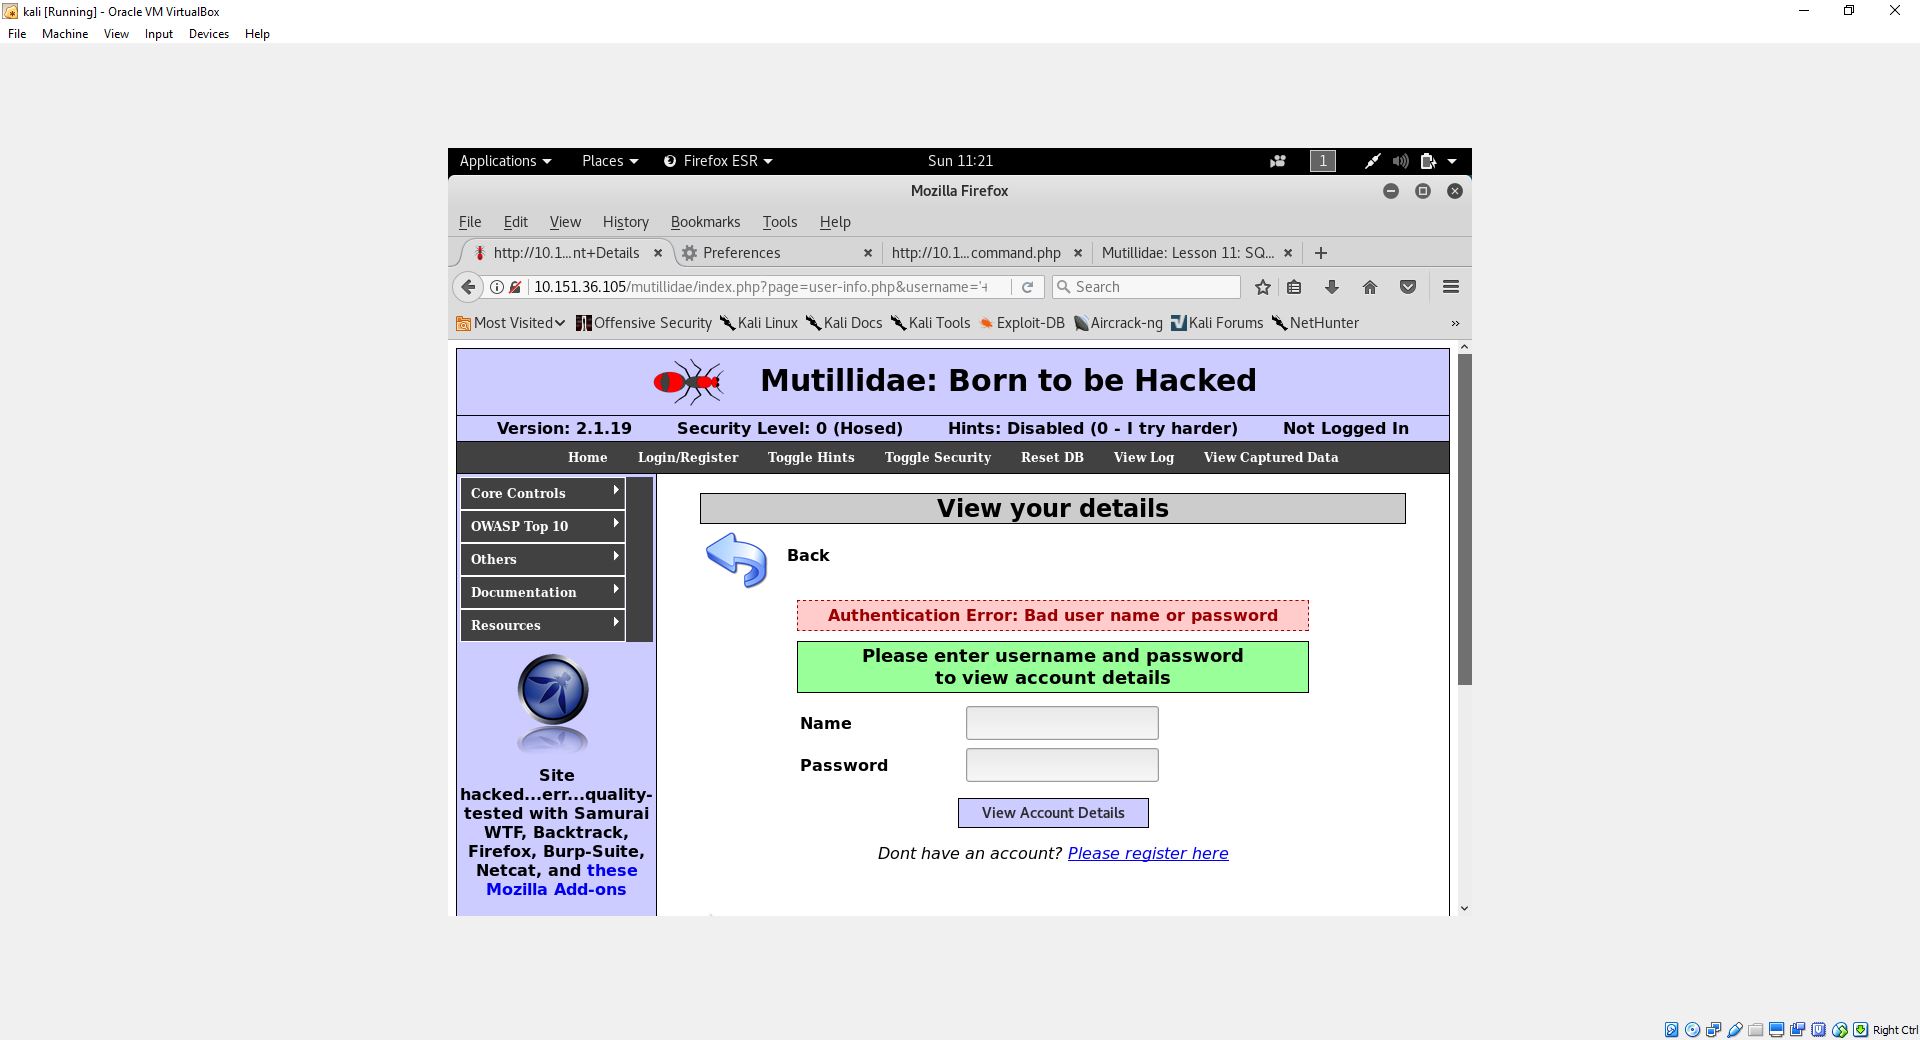 kali [Running] - Oracle VM VirtualBox
File Machine View Input Devices Help
Applications Places Firefox ESR Sun 11:21 1
Mozilla Firefox
File Edit View History Bookmarks Tools Help
http://10.1...nt+Details Preferences http://10.1...command.php Mutillidae: Lesson 11: SQ...
10.151.36.105/mutillidae/index.php?page=user-info.php&username='+ Search
Most Visited Offensive Security Kali Linux Kali Docs Kali Tools Exploit-DB Aircrack-ng Kali Forums NetHunter »
Mutillidae: Born to be Hacked
Version: 2.1.19 Security Level: 0 (Hosed) Hints: Disabled (0 - I try harder) Not Logged In
Home Login/Register Toggle Hints Toggle Security Reset DB View Log View Captured Data
Core Controls
OWASP Top 10
Others
Documentation
Resources
Site
hacked...err...quality-
tested with Samurai
WTF, Backtrack,
Firefox, Burp-Suite,
Netcat, and these
Mozilla Add-ons
View your details
Back
Authentication Error: Bad user name or password
Please enter username and password
to view account details
Name
Password
View Account Details
Dont have an account? Please register here
Right Ctrl